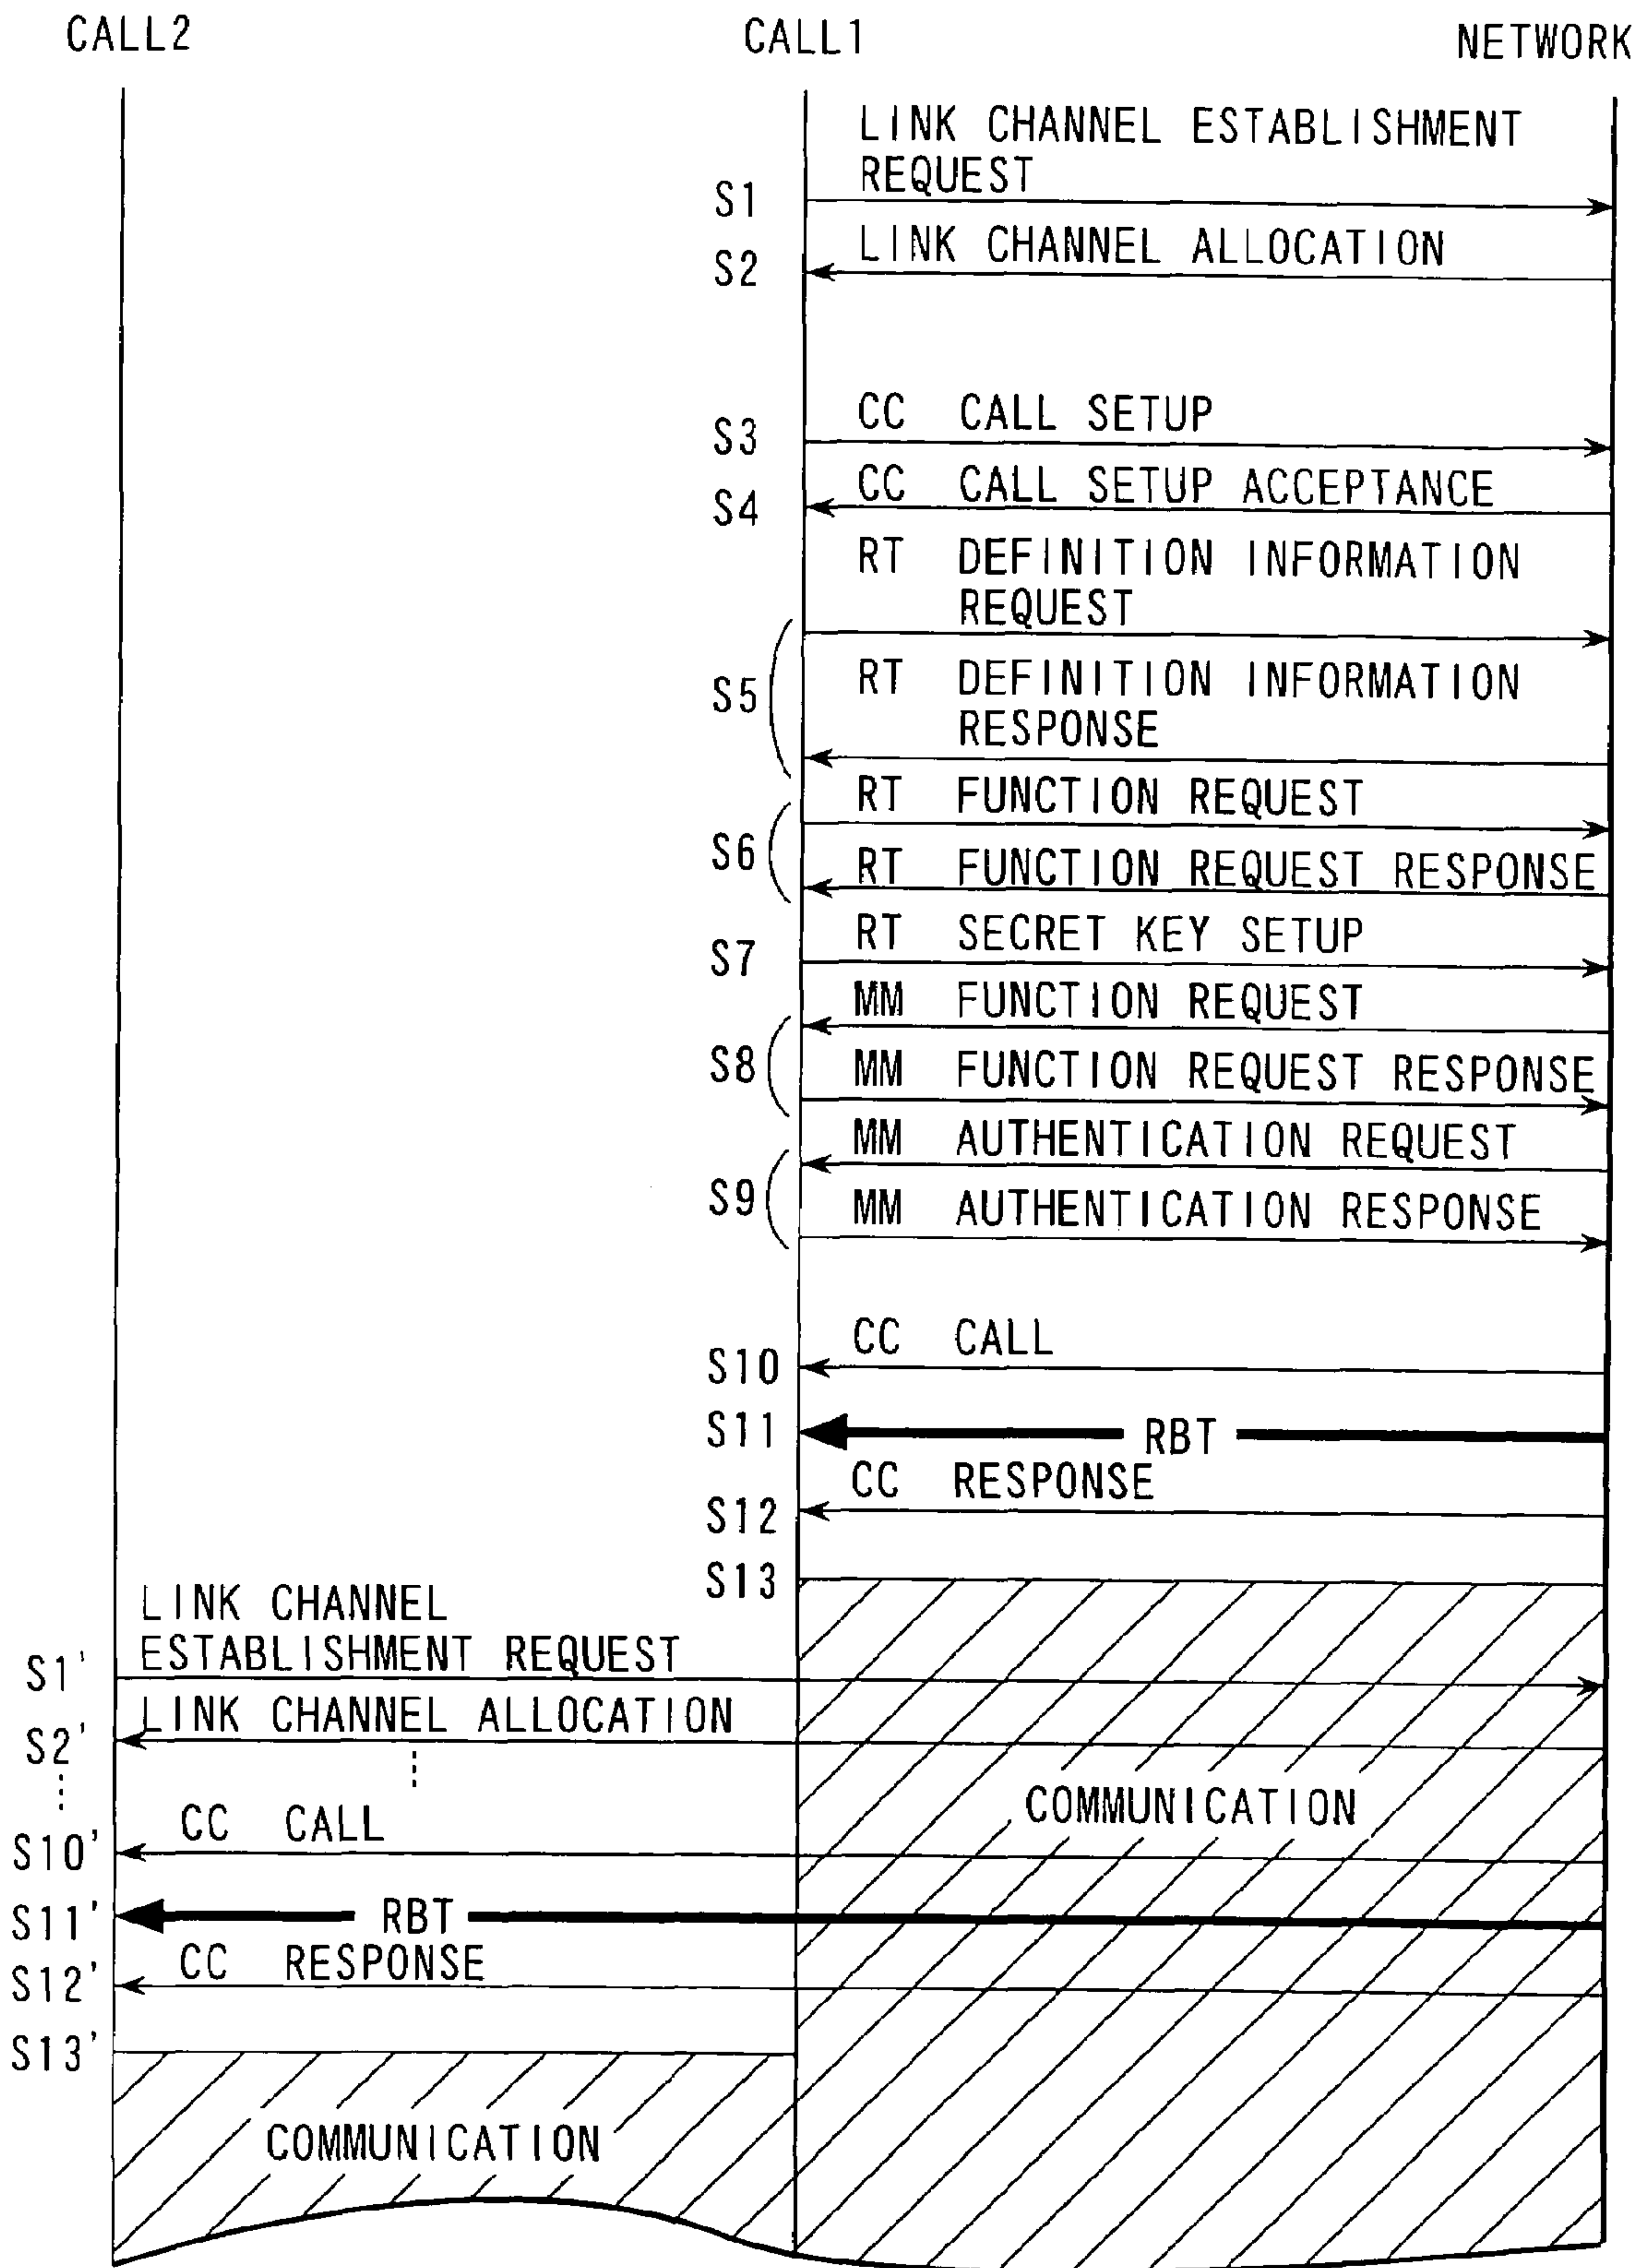 CALL2 CALL1 NETWORK
LINK CHANNEL ESTABLISHMENT
REQUEST
S1
LINK CHANNEL ALLOCATION
S2
CC CALL SETUP
S3
CC CALL SETUP ACCEPTANCE
S4
RT DEFINITION INFORMATION
REQUEST
S5
RT DEFINITION INFORMATION
RESPONSE
RT FUNCTION REQUEST
S6
RT FUNCTION REQUEST RESPONSE
RT SECRET KEY SETUP
S7
MM FUNCTION REQUEST
S8
MM FUNCTION REQUEST RESPONSE
MM AUTHENTICATION REQUEST
S9
MM AUTHENTICATION RESPONSE
CC CALL
S10
S11 RBT
CC RESPONSE
S12
S13
LINK CHANNEL
ESTABLISHMENT REQUEST
S1'
LINK CHANNEL ALLOCATION
S2'
COMMUNICATION
CC CALL
S10'
S11' RBT
CC RESPONSE
S12'
S13'
COMMUNICATION